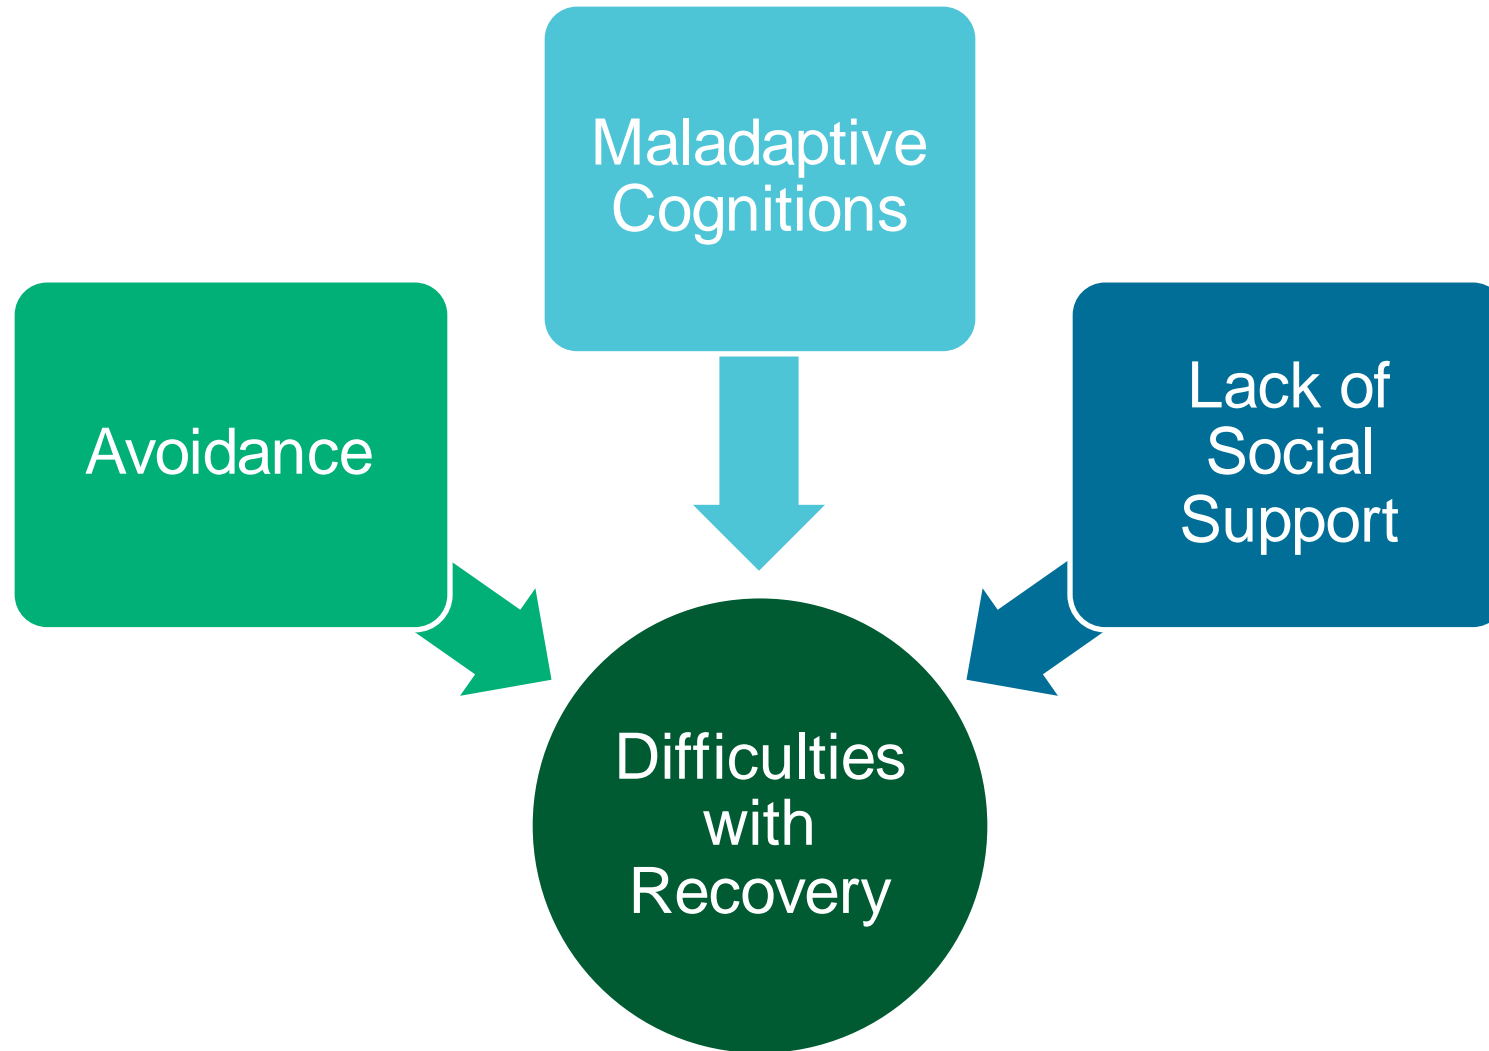 Maladaptive
Cognitions
Avoidance
Lack of
Social
Support
Difficulties
with
Recovery